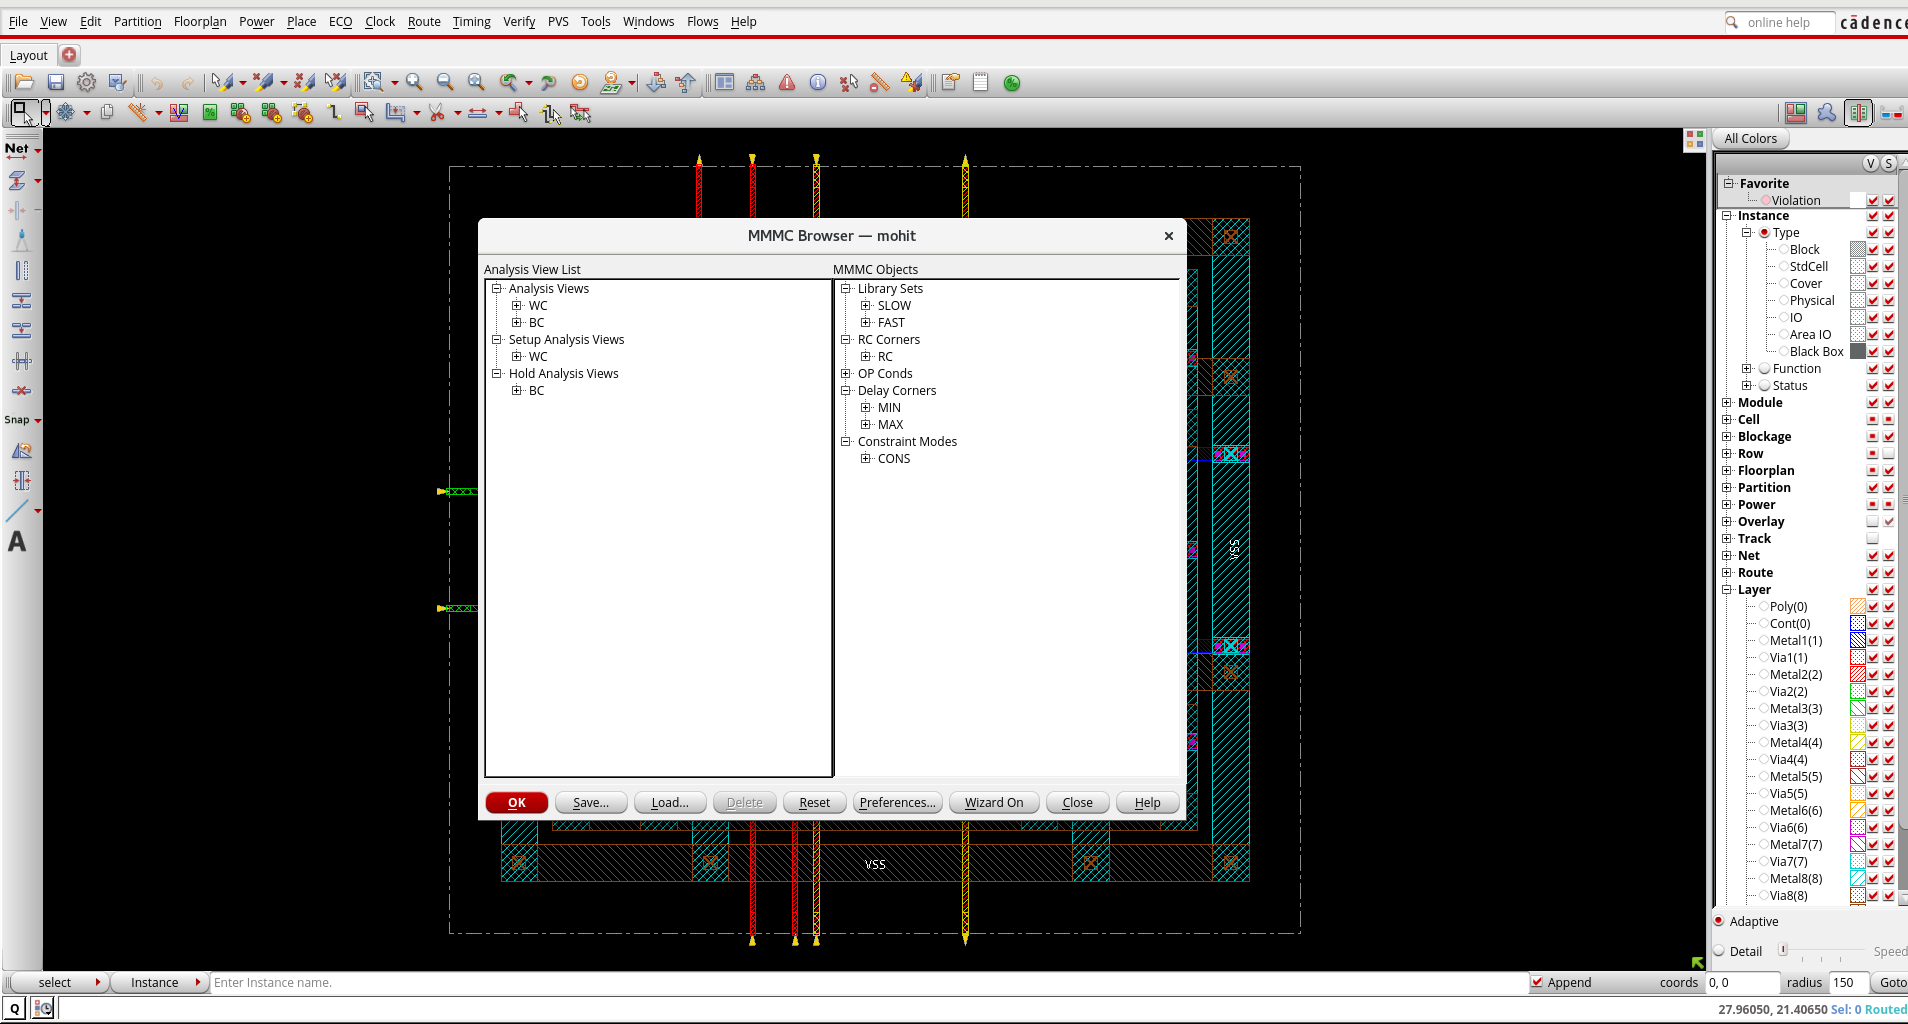 File View Edit Partition Floorplan Power Place ECO Clock Route Timing Verify PVS Tools Windows Flows Help
online help
cādence
Layout
Net
Snap
A
All Colors
V S
Favorite
Violation
Instance
Type
Block
StdCell
Cover
Physical
IO
Area IO
Black Box
Function
Status
Module
Cell
Blockage
Row
Floorplan
Partition
Power
Overlay
Track
Net
Route
Layer
Poly(0)
Cont(0)
Metal1(1)
Via1(1)
Metal2(2)
Via2(2)
Metal3(3)
Via3(3)
Metal4(4)
Via4(4)
Metal5(5)
Via5(5)
Metal6(6)
Via6(6)
Metal7(7)
Via7(7)
Metal8(8)
Via8(8)
Adaptive
Detail
Speed
MMMC Browser — mohit
Analysis View List
Analysis Views
WC
BC
Setup Analysis Views
WC
Hold Analysis Views
BC
MMMC Objects
Library Sets
SLOW
FAST
RC Corners
RC
OP Conds
Delay Corners
MIN
MAX
Constraint Modes
CONS
OK Save... Load... Delete Reset Preferences... Wizard On Close Help
VSS
VSS
select Instance Enter Instance name. Append coords 0, 0 radius 150 Goto
Q
27.96050, 21.40650 Sel: 0 Routed